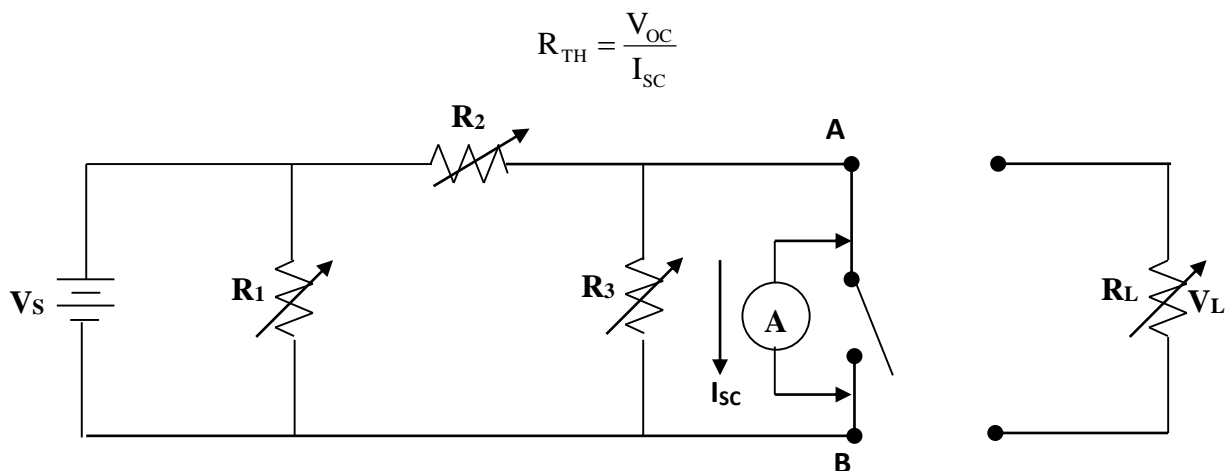 R_TH = V_OC / I_SC
R2
A
VS
R1
R3
A
RL
VL
ISC
B